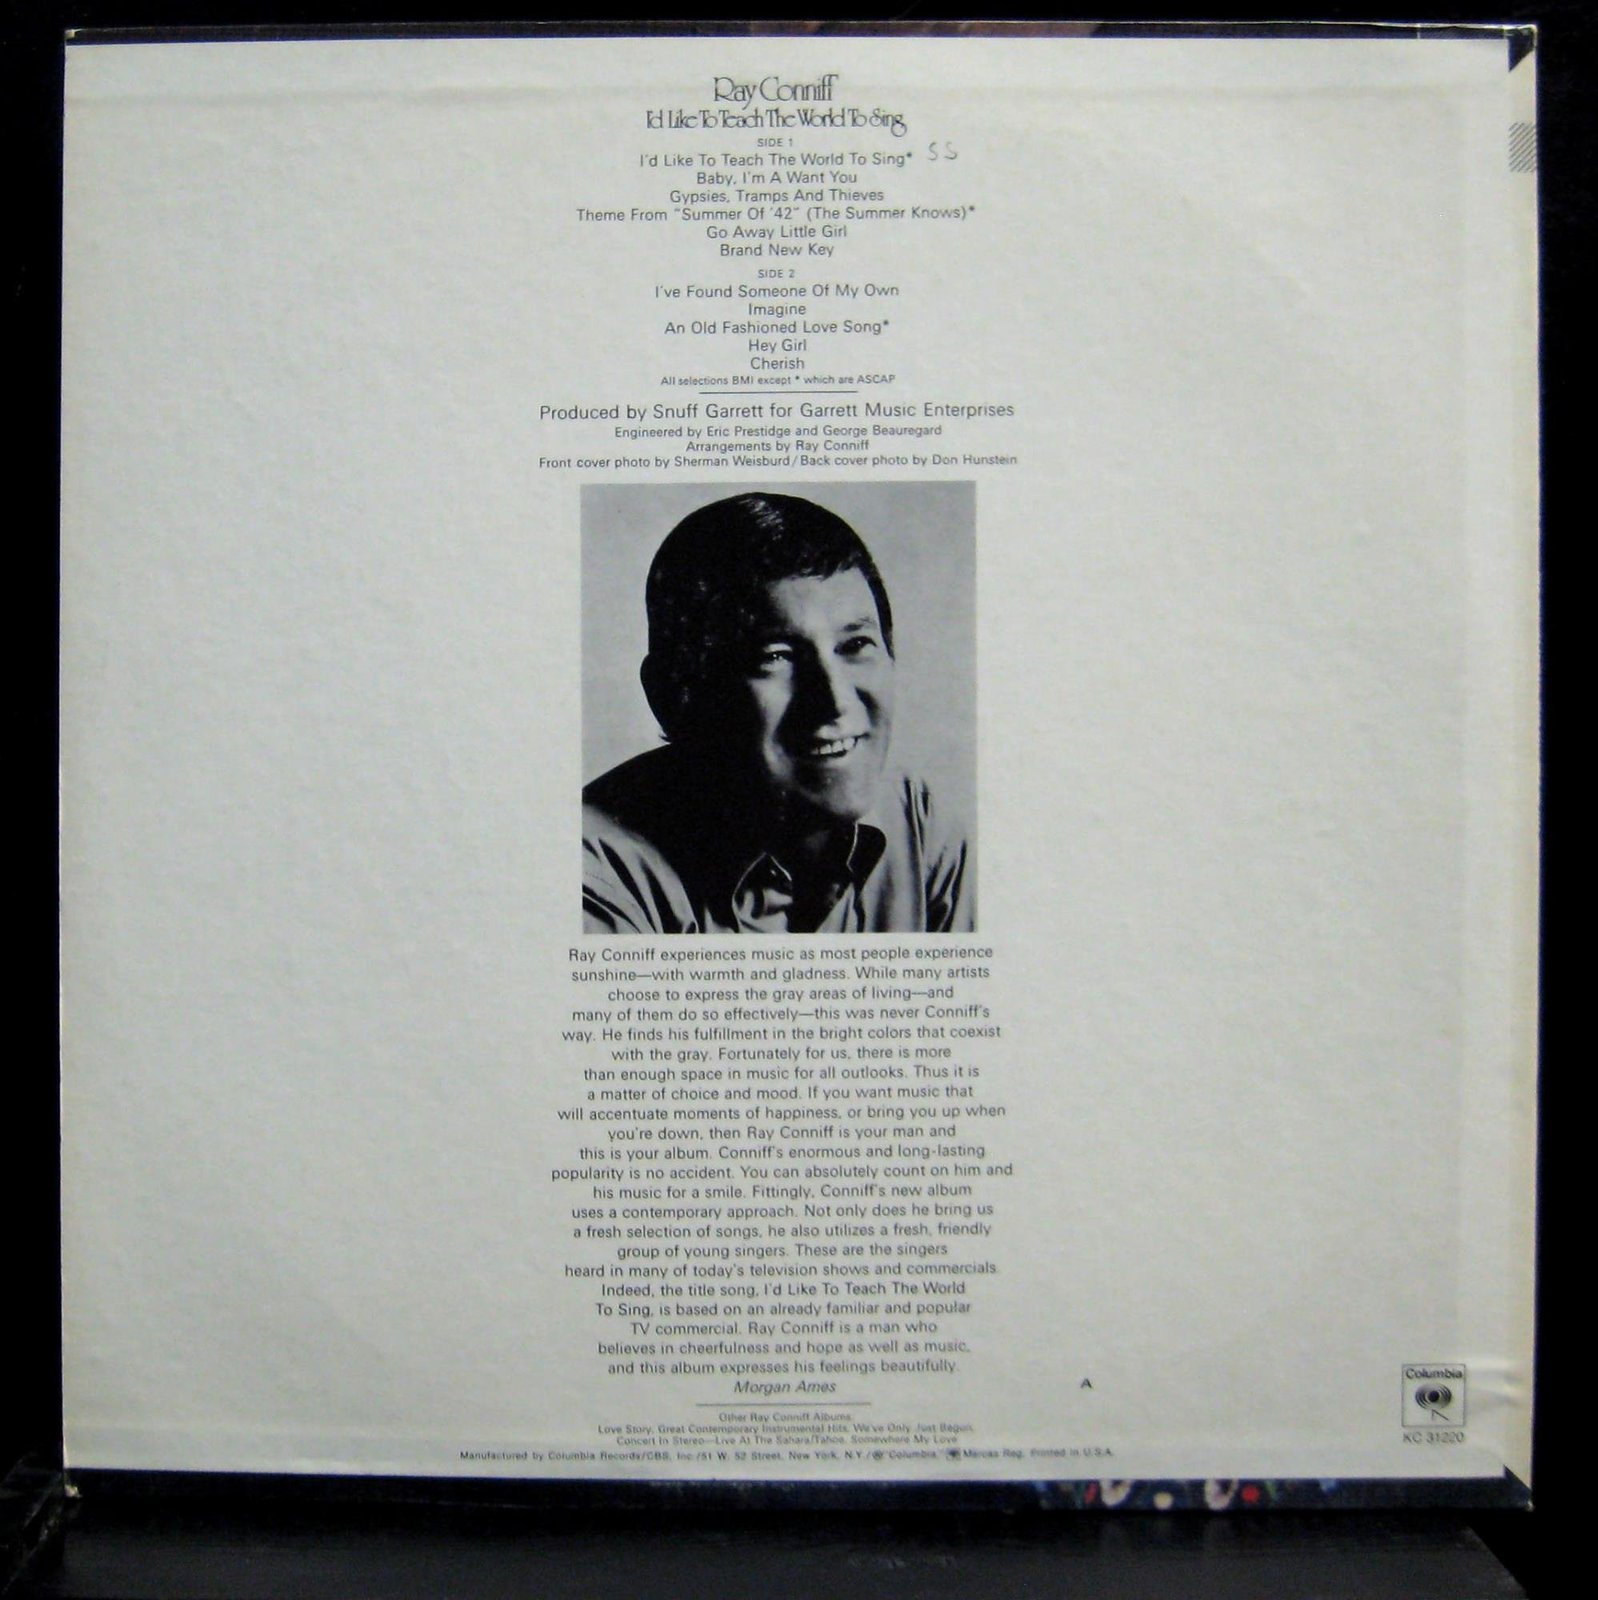 Ray Conniff
I'd Like To Teach The World To Sing
SIDE 1
I'd Like To Teach The World To Sing* SS
Baby, I'm A Want You
Gypsies, Tramps And Thieves
Theme From "Summer Of '42" (The Summer Knows)*
Go Away Little Girl
Brand New Key
SIDE 2
I've Found Someone Of My Own
Imagine
An Old Fashioned Love Song*
Hey Girl
Cherish
All selections BMI except * which are ASCAP
Produced by Snuff Garrett for Garrett Music Enterprises
Engineered by Eric Prestidge and George Beauregard
Arrangements by Ray Conniff
Front cover photo by Sherman Weisburd/Back cover photo by Don Hunstein
Ray Conniff experiences music as most people experience
sunshine—with warmth and gladness. While many artists
choose to express the gray areas of living—and
many of them do so effectively—this was never Conniff's
way. He finds his fulfillment in the bright colors that coexist
with the gray. Fortunately for us, there is more
than enough space in music for all outlooks. Thus it is
a matter of choice and mood. If you want music that
will accentuate moments of happiness, or bring you up when
you're down, then Ray Conniff is your man and
this is your album. Conniff's enormous and long-lasting
popularity is no accident. You can absolutely count on him and
his music for a smile. Fittingly, Conniff's new album
uses a contemporary approach. Not only does he bring us
a fresh selection of songs, he also utilizes a fresh, friendly
group of young singers. These are the singers
heard in many of today's television shows and commercials.
Indeed, the title song, I'd Like To Teach The World
To Sing, is based on an already familiar and popular
TV commercial. Ray Conniff is a man who
believes in cheerfulness and hope as well as music,
and this album expresses his feelings beautifully.
Morgan Ames
A
Other Ray Conniff Albums
Love Story, Great Contemporary Instrumental Hits, We've Only Just Begun,
Concert In Stereo—Live At The Sahara/Tahoe, Somewhere My Love
Manufactured by Columbia Records/CBS, Inc./51 W. 52 Street, New York, N.Y./® Columbia, Marcas Reg. Printed in U.S.A.
Columbia
KC 31220